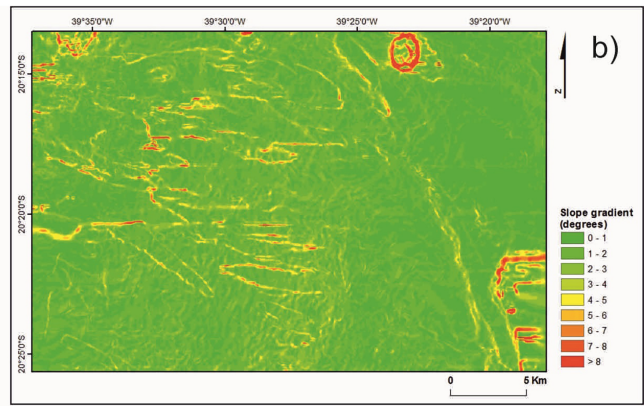 39°35'0"O 39°30'0"O 39°25'0"O 39°20'0"O
b)
N
20°15'0"S
20°20'0"S
20°25'0"S
Slope gradient
(degrees)
0 - 1
1 - 2
2 - 3
3 - 4
4 - 5
5 - 6
6 - 7
7 - 8
> 8
0 5 Km